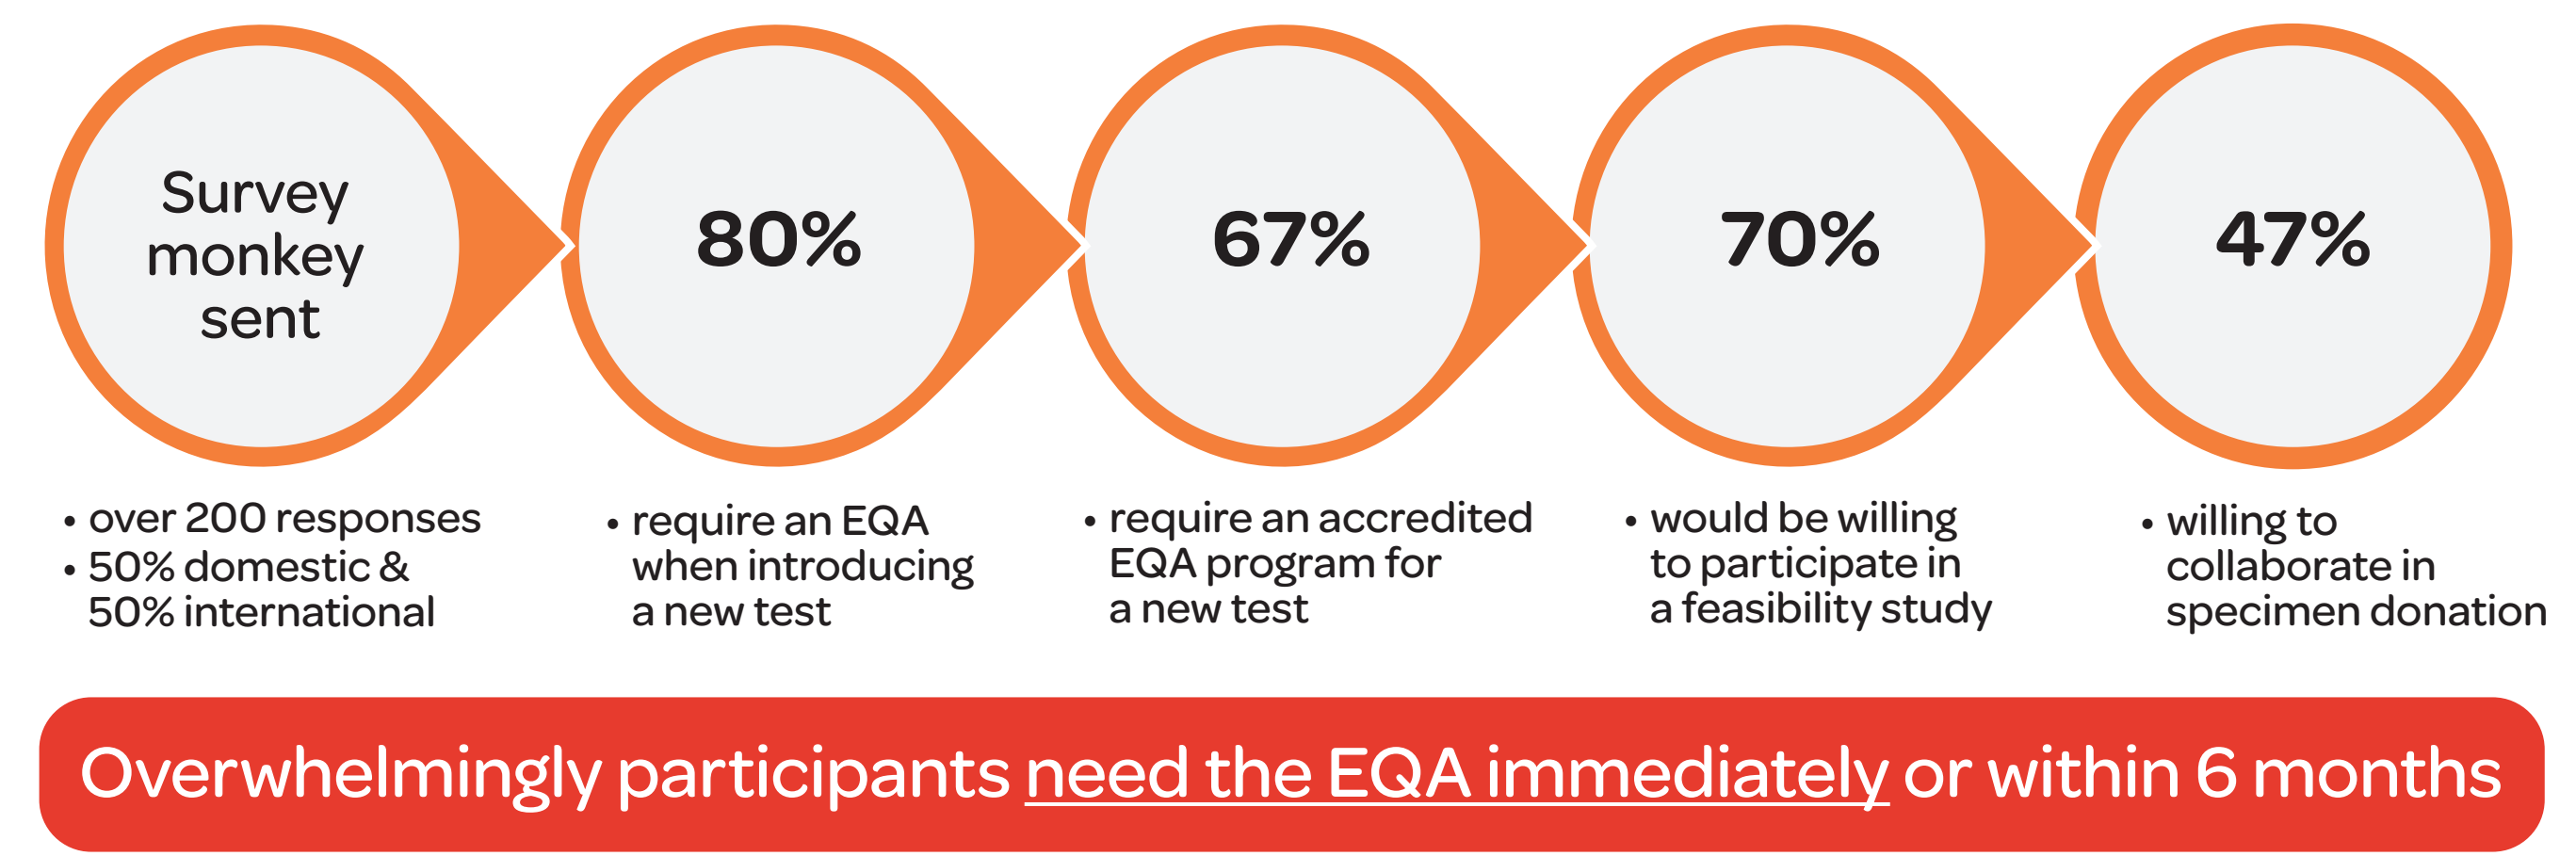 Survey
monkey
sent
80%
67%
70%
47%
• over 200 responses
• 50% domestic &
50% international
• require an EQA
when introducing
a new test
• require an accredited
EQA program for
a new test
• would be willing
to participate in
a feasibility study
• willing to
collaborate in
specimen donation
Overwhelmingly participants need the EQA immediately or within 6 months